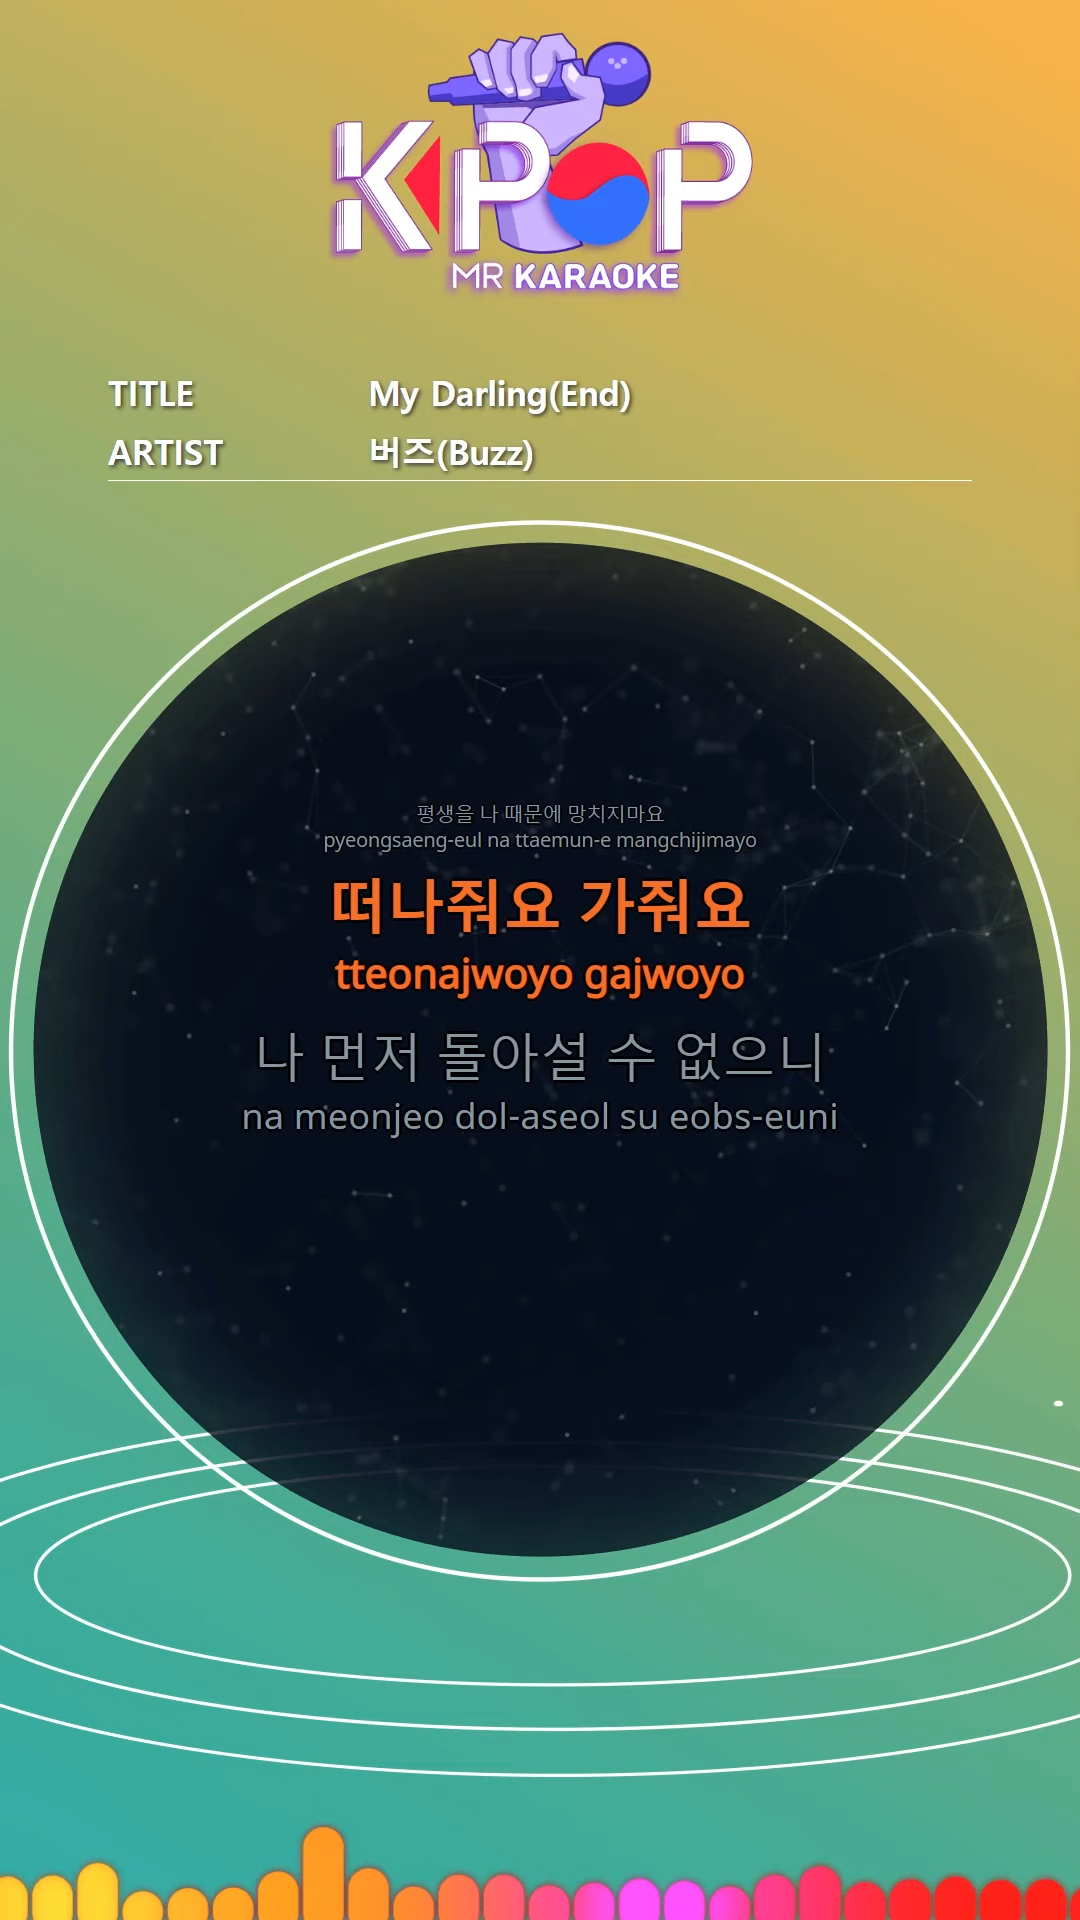 KPOP
MR KARAOKE
TITLE My Darling(End)
ARTIST 버즈(Buzz)
평생을 나 때문에 망치지마요
pyeongsaeng-eul na ttaemun-e mangchijimayo
떠나줘요 가줘요
tteonajwoyo gajwoyo
나 먼저 돌아설 수 없으니
na meonjeo dol-aseol su eobs-euni